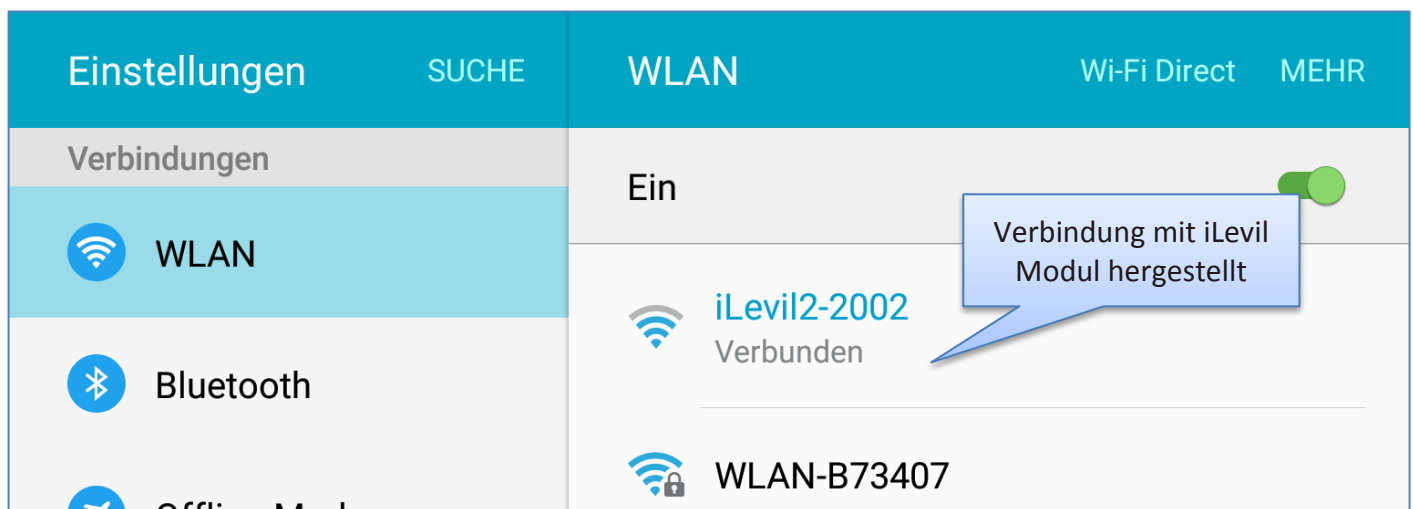 Einstellungen SUCHE
Verbindungen
WLAN
Bluetooth
WLAN Wi-Fi Direct MEHR
Ein
Verbindung mit iLevil
Modul hergestellt
iLevil2-2002
Verbunden
WLAN-B73407